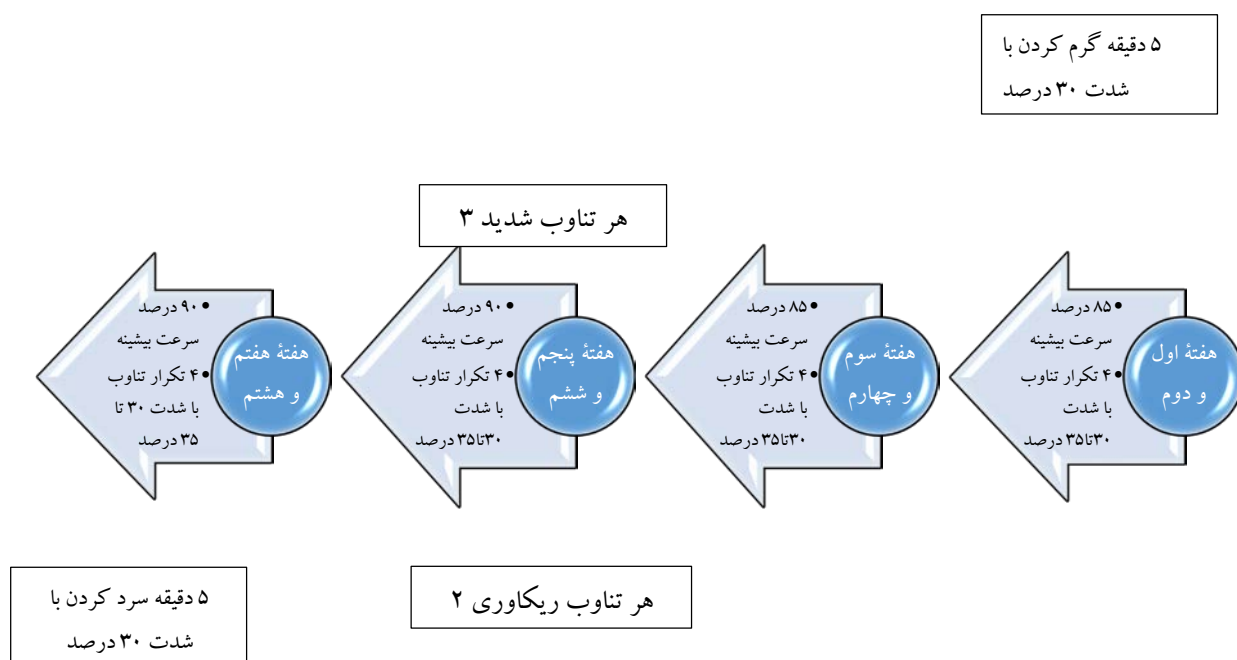 ۵ دقیقه گرم کردن با
شدت ۳۰ درصد
هر تناوب شدید ۳
هفتهٔ اول
و دوم
•۸۵ درصد
سرعت بیشینه
•۴ تکرار تناوب
با شدت
۳۰تا۳۵ درصد
هفتهٔ سوم
و چهارم
•۸۵ درصد
سرعت بیشینه
•۴ تکرار تناوب
با شدت
۳۰تا۳۵ درصد
هفتهٔ پنجم
و ششم
•۹۰ درصد
سرعت بیشینه
•۴ تکرار تناوب
با شدت
۳۰تا۳۵ درصد
هفتهٔ هفتم
و هشتم
•۹۰ درصد
سرعت بیشینه
•۴ تکرار تناوب
با شدت ۳۰ تا
۳۵ درصد
هر تناوب ریکاوری ۲
۵ دقیقه سرد کردن با
شدت ۳۰ درصد